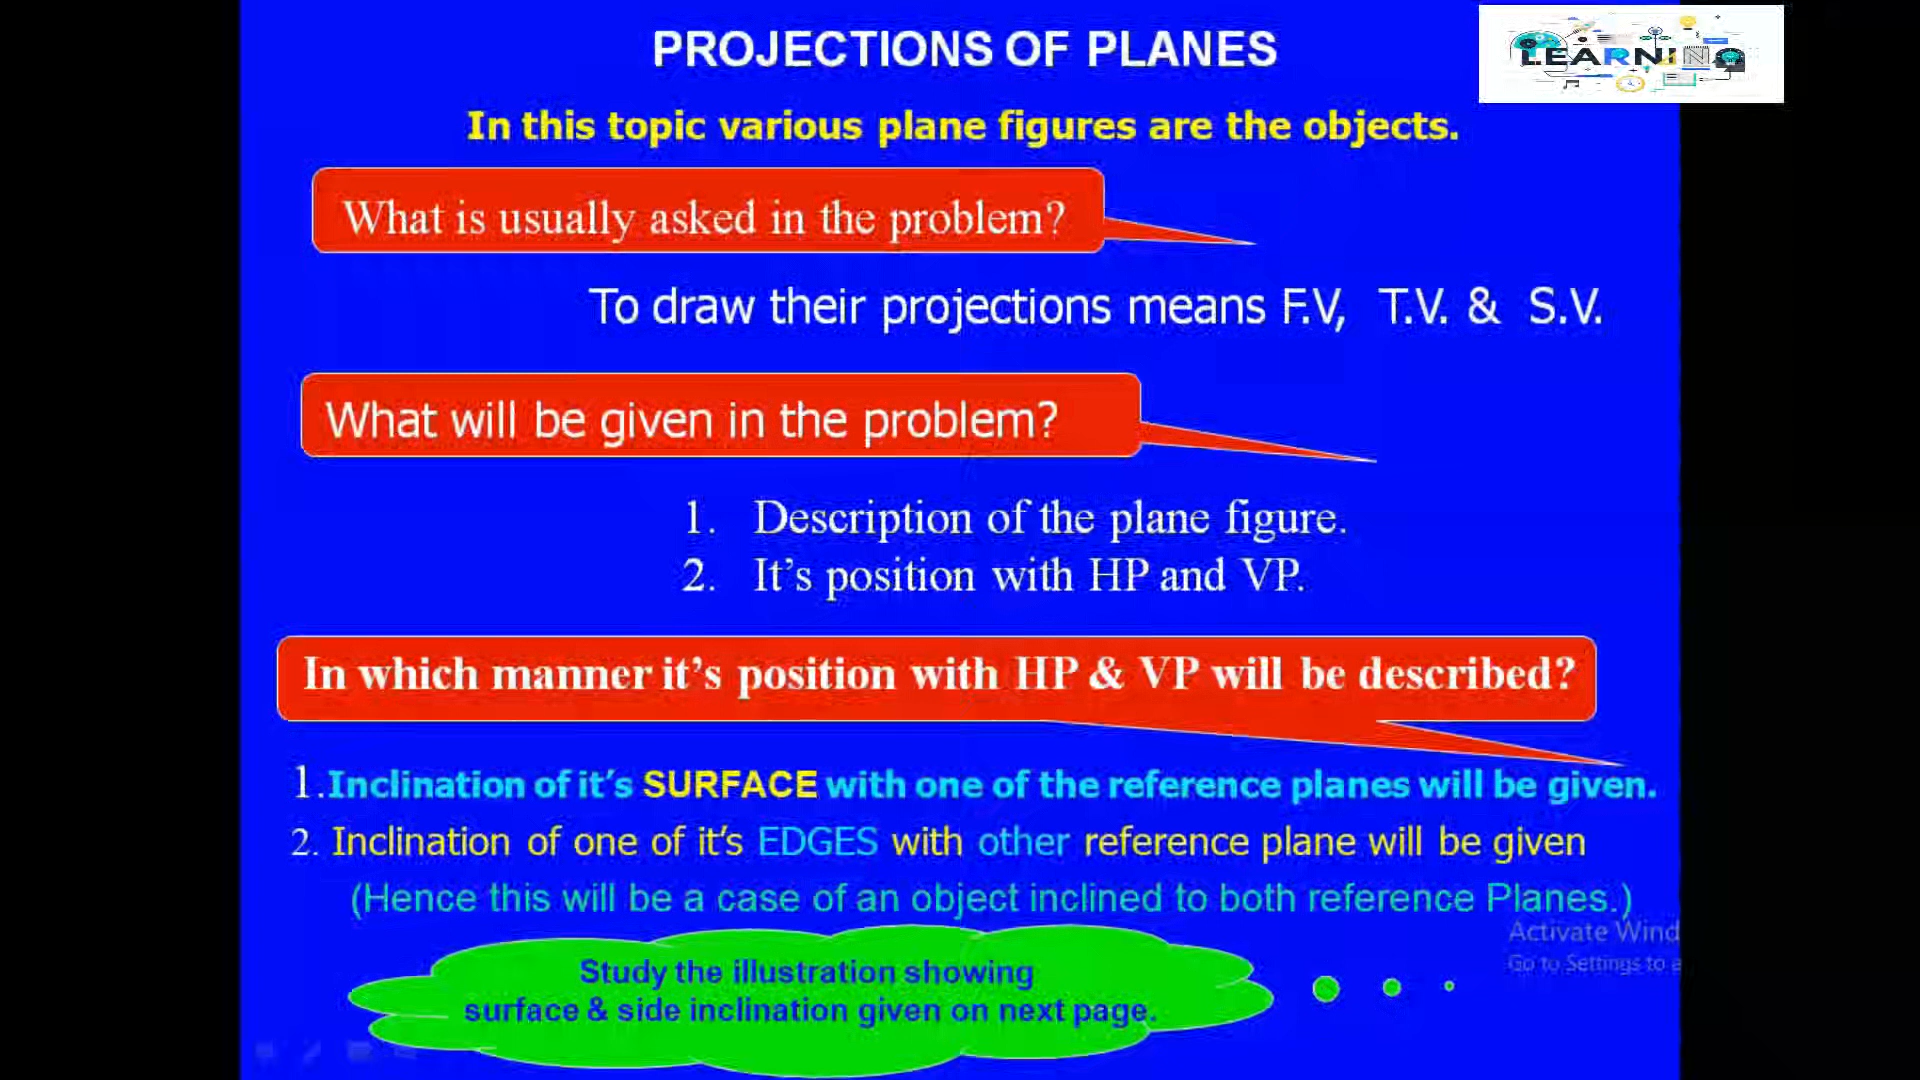 PROJECTIONS OF PLANES
LEARNING
In this topic various plane figures are the objects.
What is usually asked in the problem?
To draw their projections means F.V, T.V. & S.V.
What will be given in the problem?
1. Description of the plane figure.
2. It’s position with HP and VP.
In which manner it’s position with HP & VP will be described?
1.Inclination of it’s SURFACE with one of the reference planes will be given.
2. Inclination of one of it’s EDGES with other reference plane will be given
(Hence this will be a case of an object inclined to both reference Planes.)
Activate Wind
Go to Settings to a
Study the illustration showing
surface & side inclination given on next page.